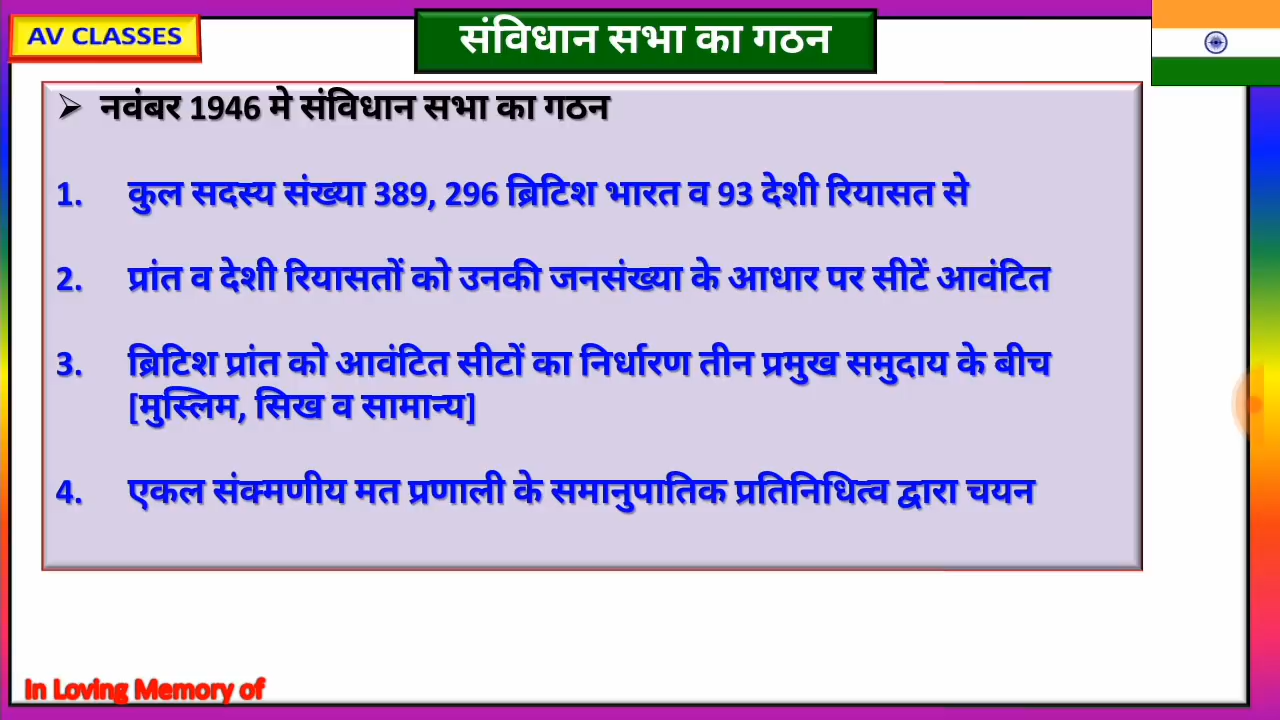 AV CLASSES
संविधान सभा का गठन
➢ नवंबर 1946 मे संविधान सभा का गठन
1. कुल सदस्य संख्या 389, 296 ब्रिटिश भारत व 93 देशी रियासत से
2. प्रांत व देशी रियासतों को उनकी जनसंख्या के आधार पर सीटें आवंटित
3. ब्रिटिश प्रांत को आवंटित सीटों का निर्धारण तीन प्रमुख समुदाय के बीच
[मुस्लिम, सिख व सामान्य]
4. एकल संक्मणीय मत प्रणाली के समानुपातिक प्रतिनिधित्व द्वारा चयन
In Loving Memory of